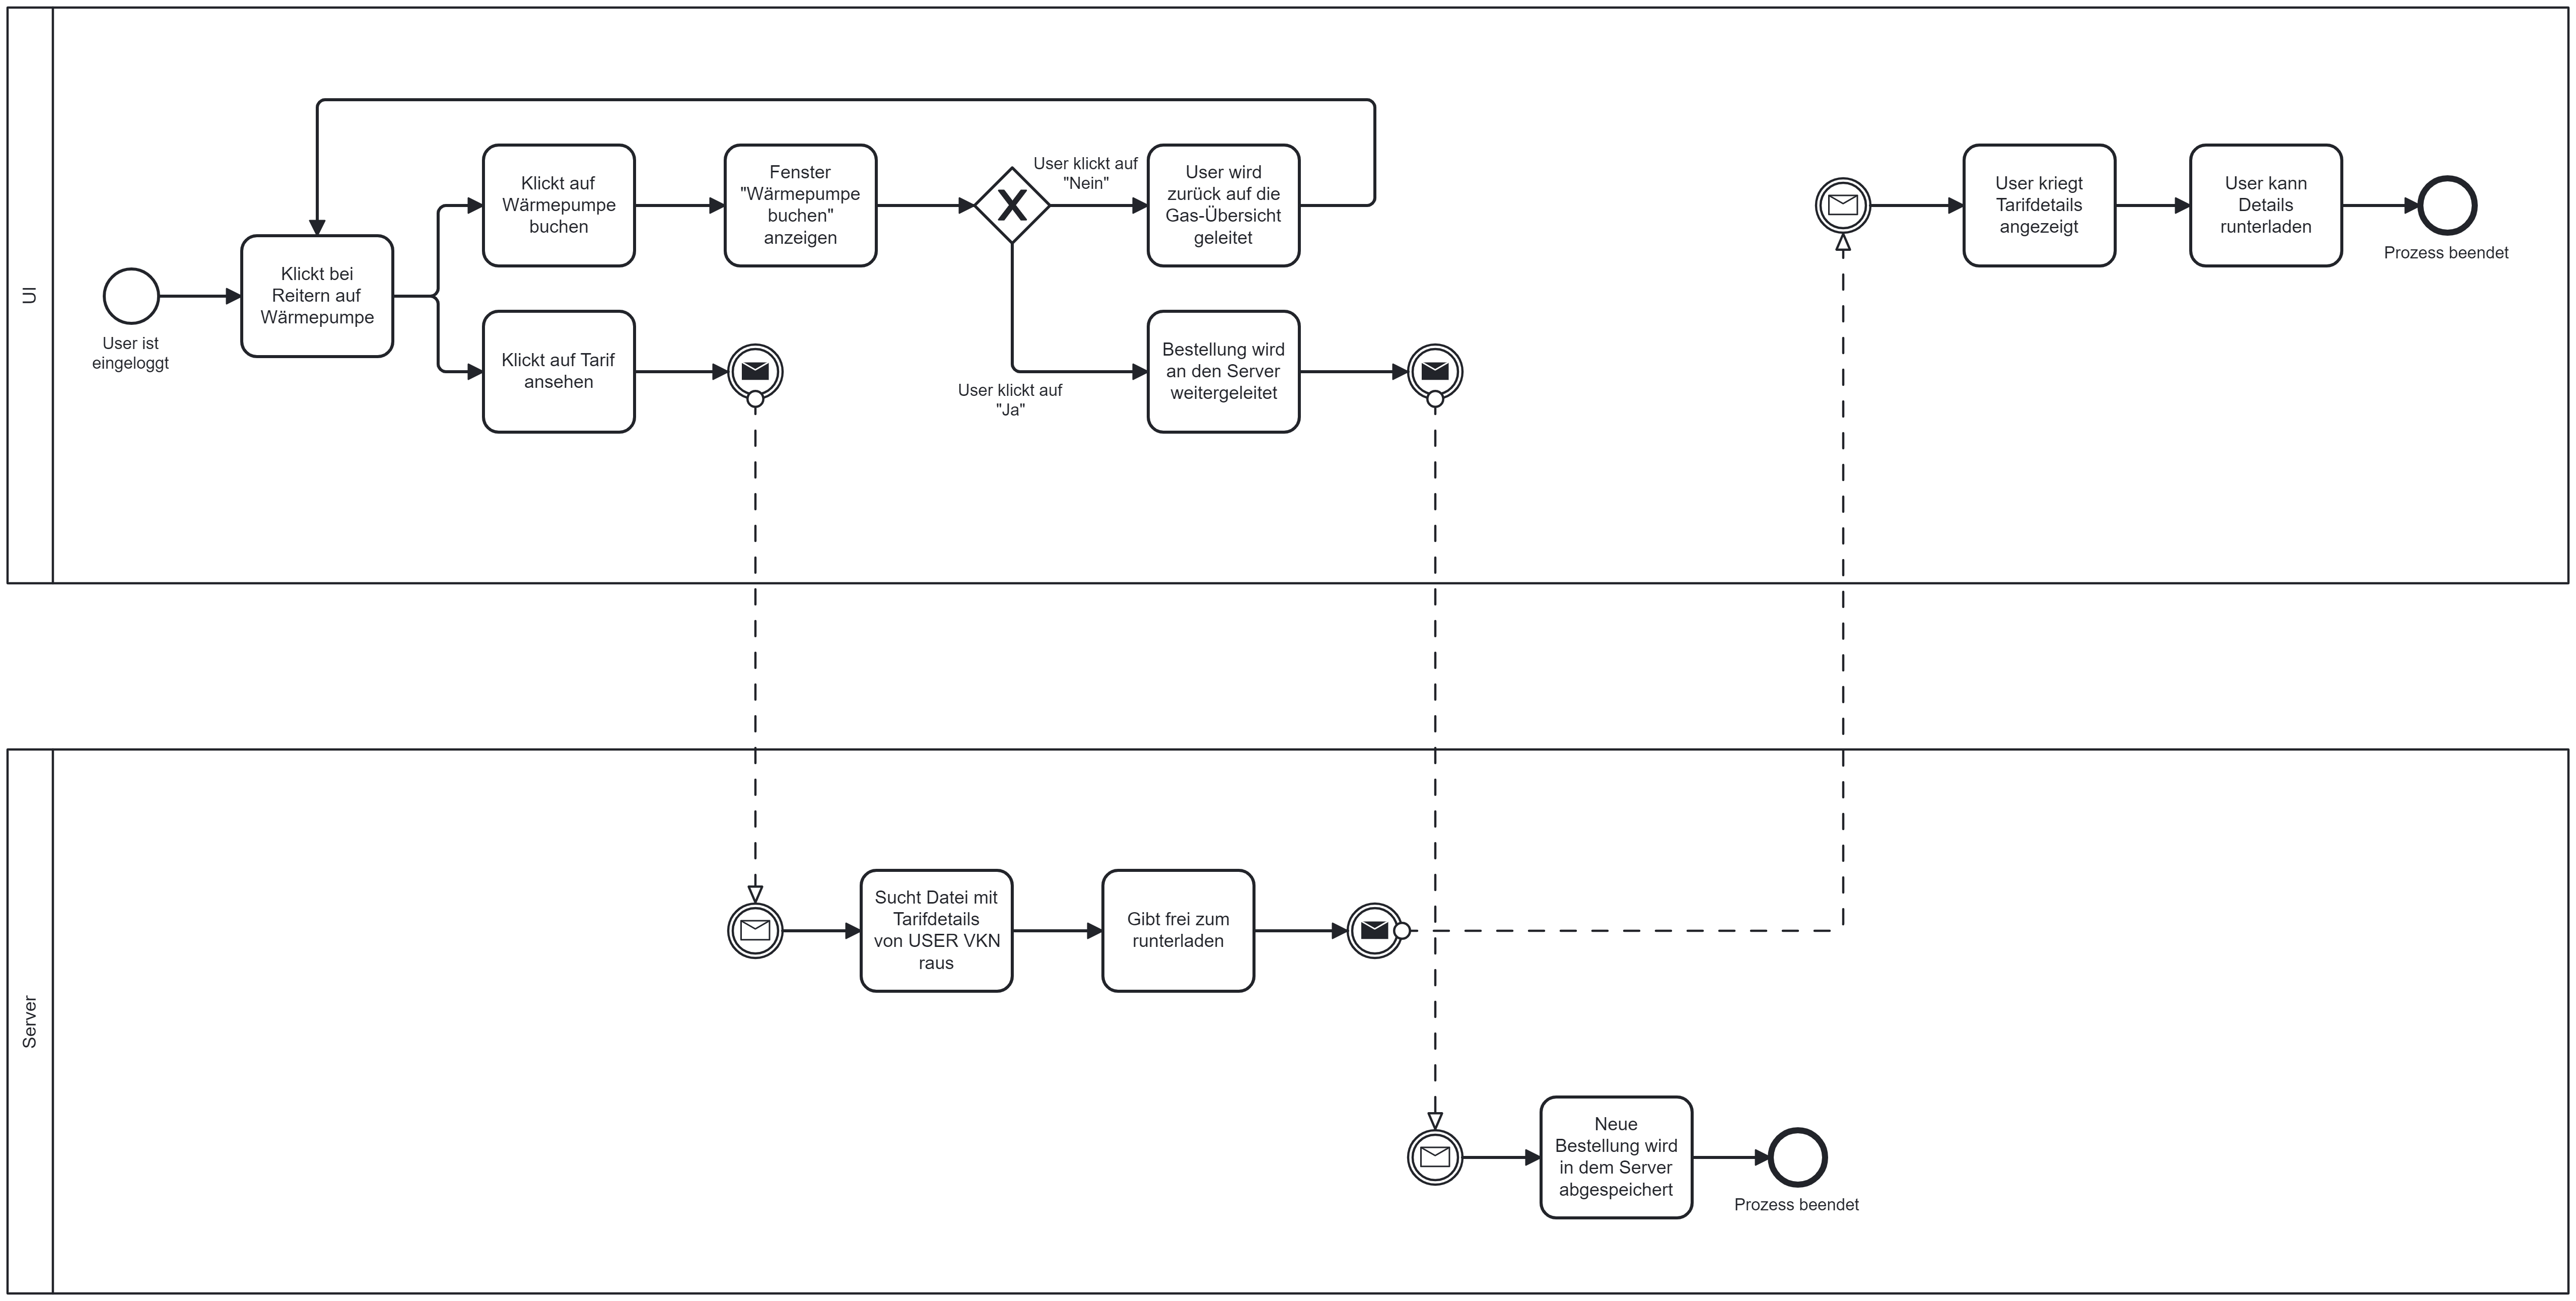 UI
User ist
eingeloggt
Klickt bei
Reitern auf
Wärmepumpe
Klickt auf
Wärmepumpe
buchen
Fenster
"Wärmepumpe
buchen"
anzeigen
User klickt auf
"Nein"
User wird
zurück auf die
Gas-Übersicht
geleitet
Klickt auf Tarif
ansehen
User klickt auf
"Ja"
Bestellung wird
an den Server
weitergeleitet
User kriegt
Tarifdetails
angezeigt
User kann
Details
runterladen
Prozess beendet
Server
Sucht Datei mit
Tarifdetails
von USER VKN
raus
Gibt frei zum
runterladen
Neue
Bestellung wird
in dem Server
abgespeichert
Prozess beendet